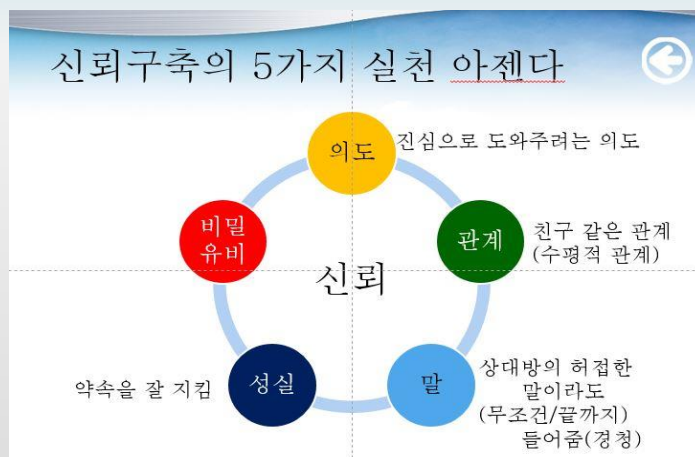 신뢰구축의 5가지 실천 아젠다
의도
진심으로 도와주려는 의도
비밀
유비
관계
친구 같은 관계
(수평적 관계)
신뢰
약속을 잘 지킴
성실
말
상대방의 허접한
말이라도
(무조건/끝까지)
들어줌(경청)